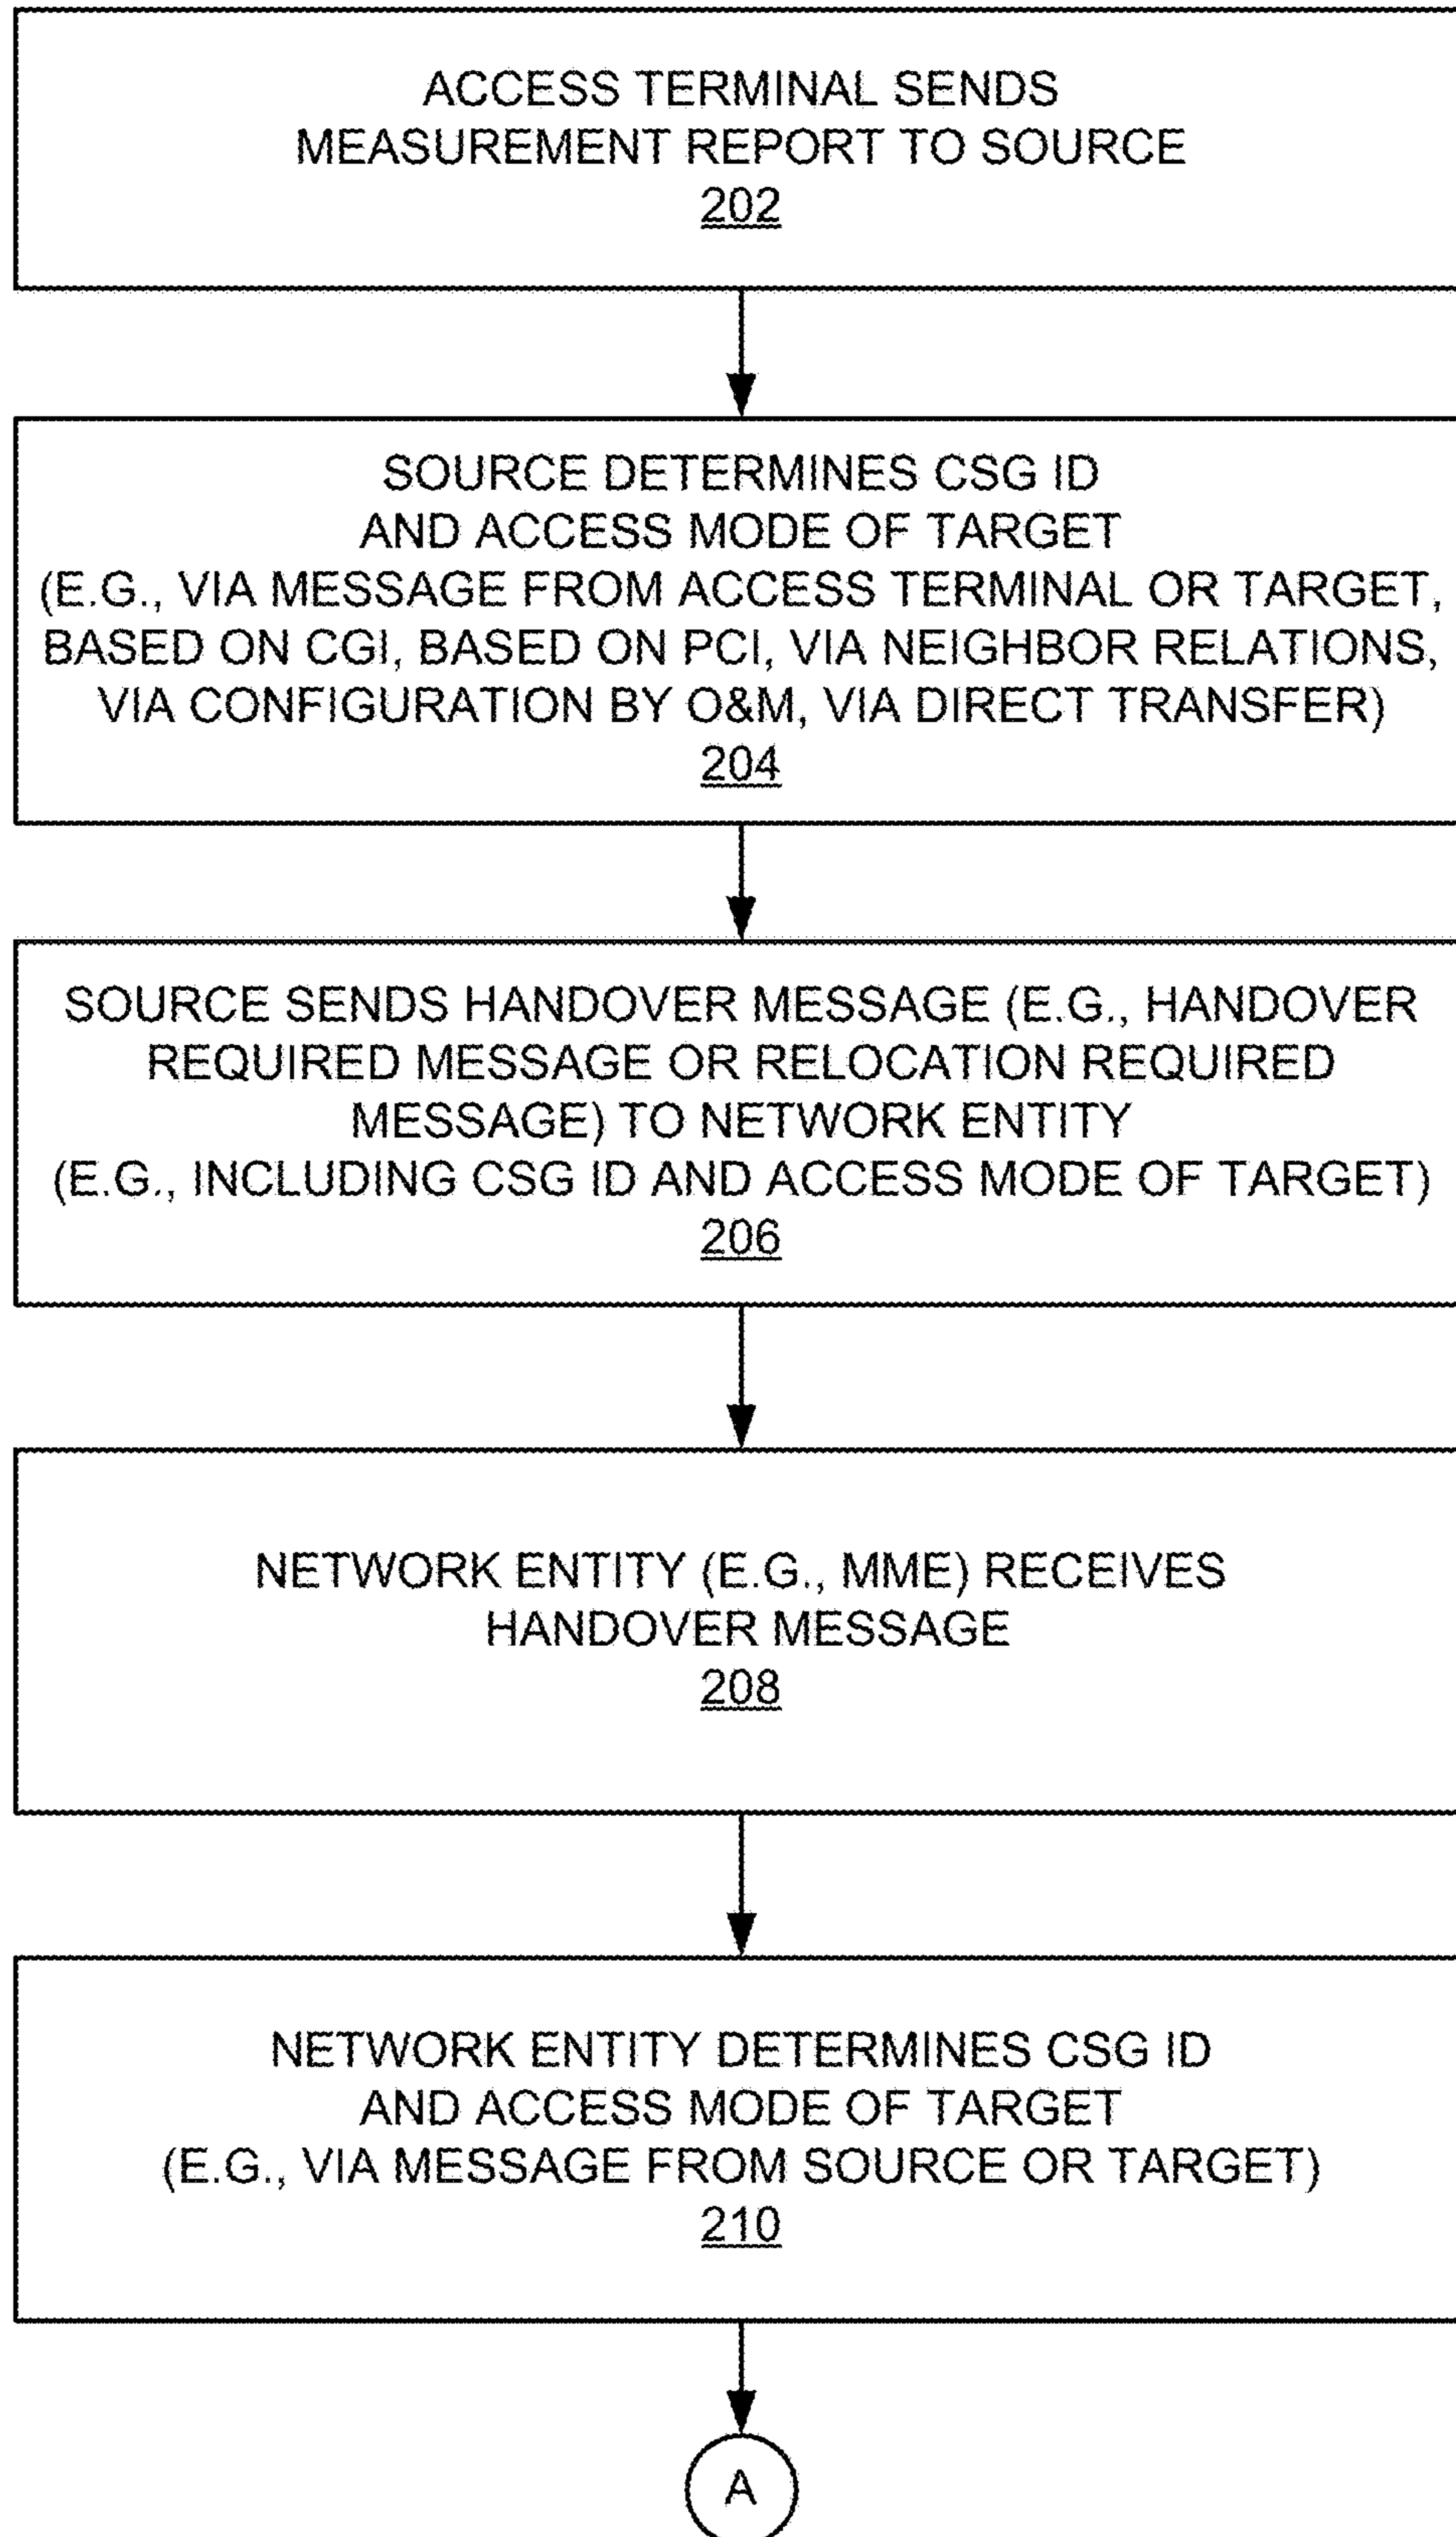 ACCESS TERMINAL SENDS
MEASUREMENT REPORT TO SOURCE
202
SOURCE DETERMINES CSG ID
AND ACCESS MODE OF TARGET
(E.G., VIA MESSAGE FROM ACCESS TERMINAL OR TARGET,
BASED ON CGI, BASED ON PCI, VIA NEIGHBOR RELATIONS,
VIA CONFIGURATION BY O&M, VIA DIRECT TRANSFER)
204
SOURCE SENDS HANDOVER MESSAGE (E.G., HANDOVER
REQUIRED MESSAGE OR RELOCATION REQUIRED
MESSAGE) TO NETWORK ENTITY
(E.G., INCLUDING CSG ID AND ACCESS MODE OF TARGET)
206
NETWORK ENTITY (E.G., MME) RECEIVES
HANDOVER MESSAGE
208
NETWORK ENTITY DETERMINES CSG ID
AND ACCESS MODE OF TARGET
(E.G., VIA MESSAGE FROM SOURCE OR TARGET)
210
A